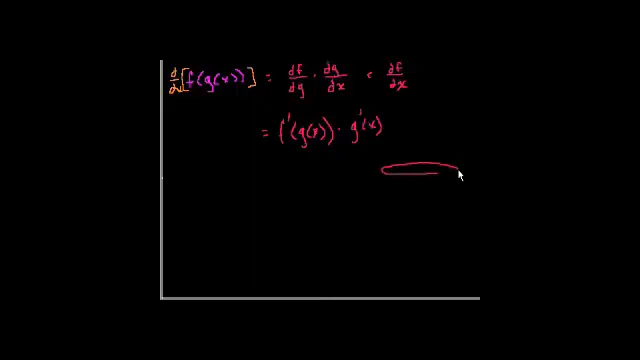 d/dx [f(g(x))] = df/dg · dg/dx = df/dx
= f'(g(x)) · g'(x)